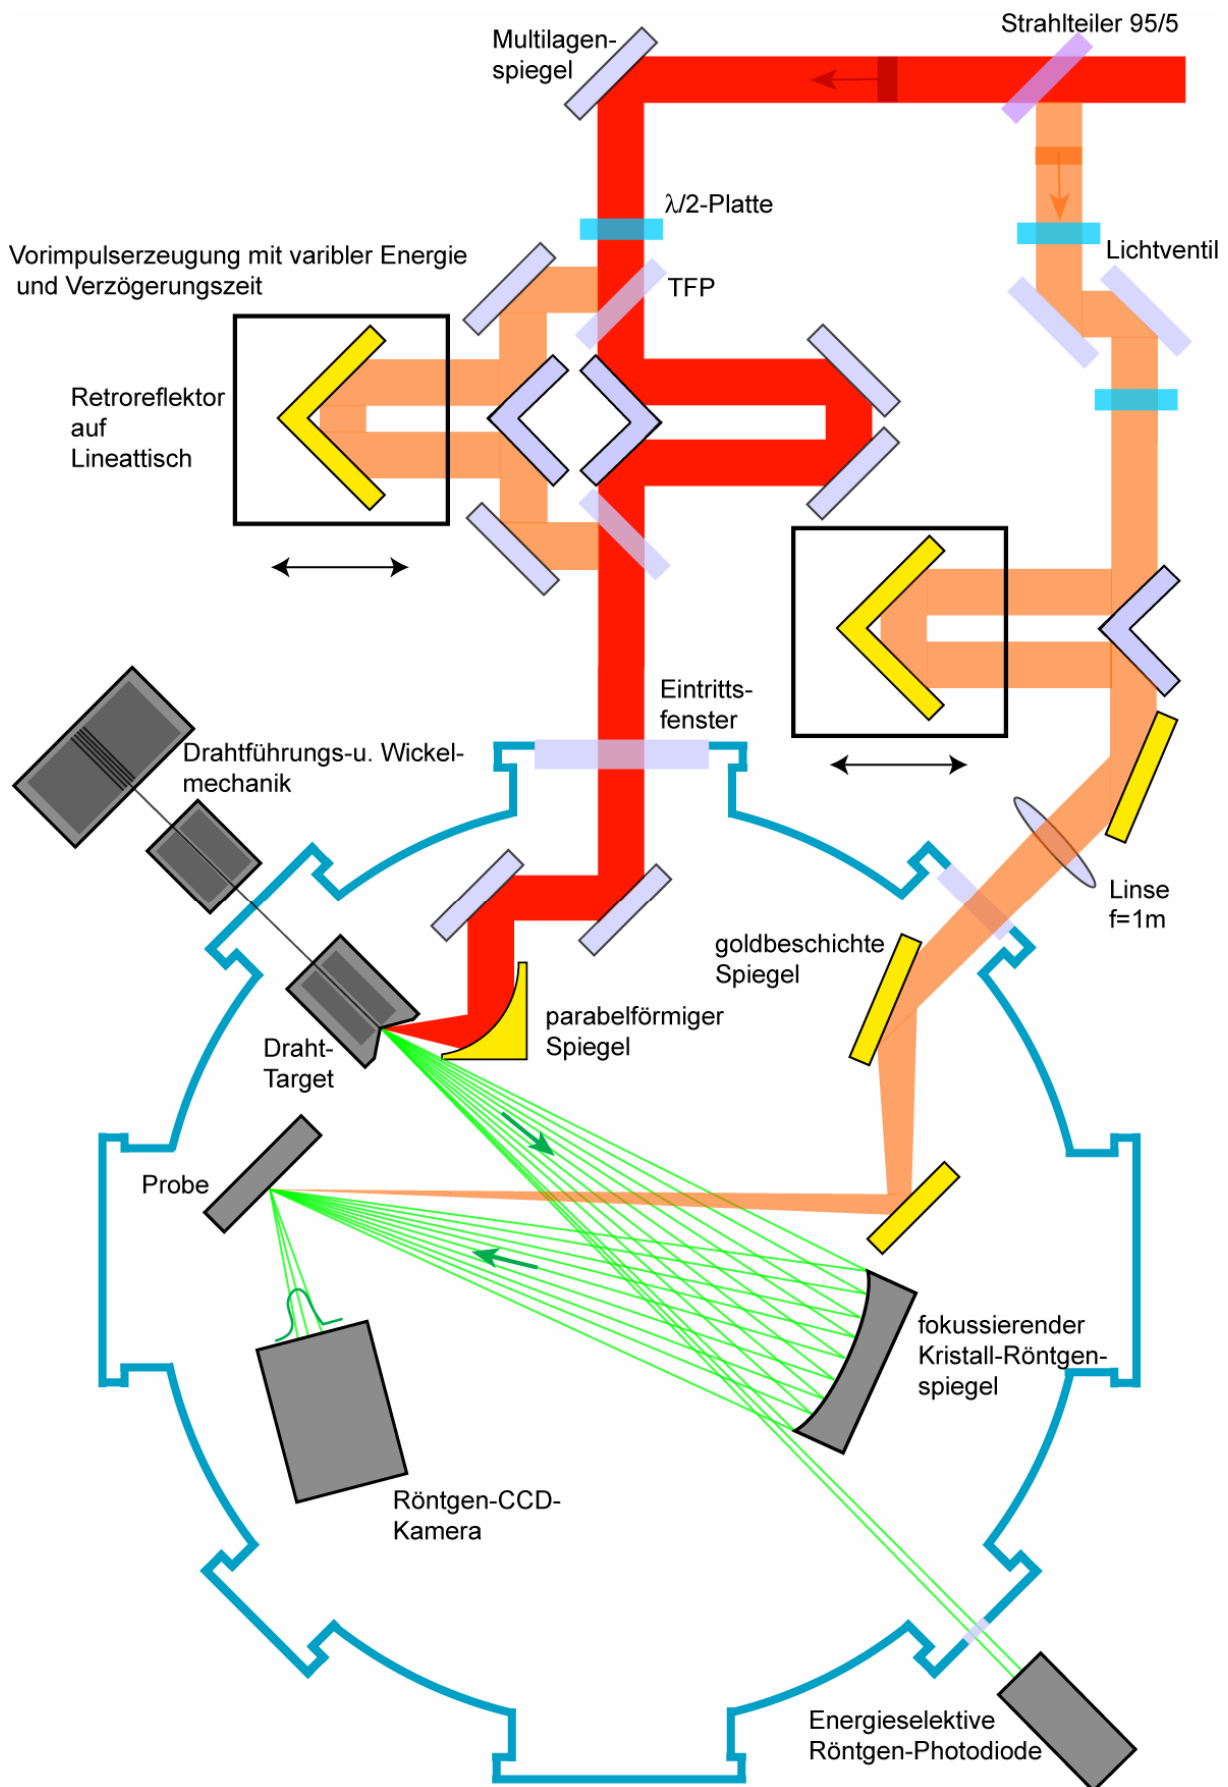 Strahlteiler 95/5
Multilagen-
spiegel
λ/2-Platte
Lichtventil
Vorimpulserzeugung mit varibler Energie
und Verzögerungszeit
TFP
Retroreflektor
auf
Lineattisch
Eintritts-
fenster
Drahtführungs-u. Wickel-
mechanik
Linse
f=1m
goldbeschichte
Spiegel
parabelförmiger
Spiegel
Draht-
Target
Probe
fokussierender
Kristall-Röntgen-
spiegel
Röntgen-CCD-
Kamera
Energieselektive
Röntgen-Photodiode